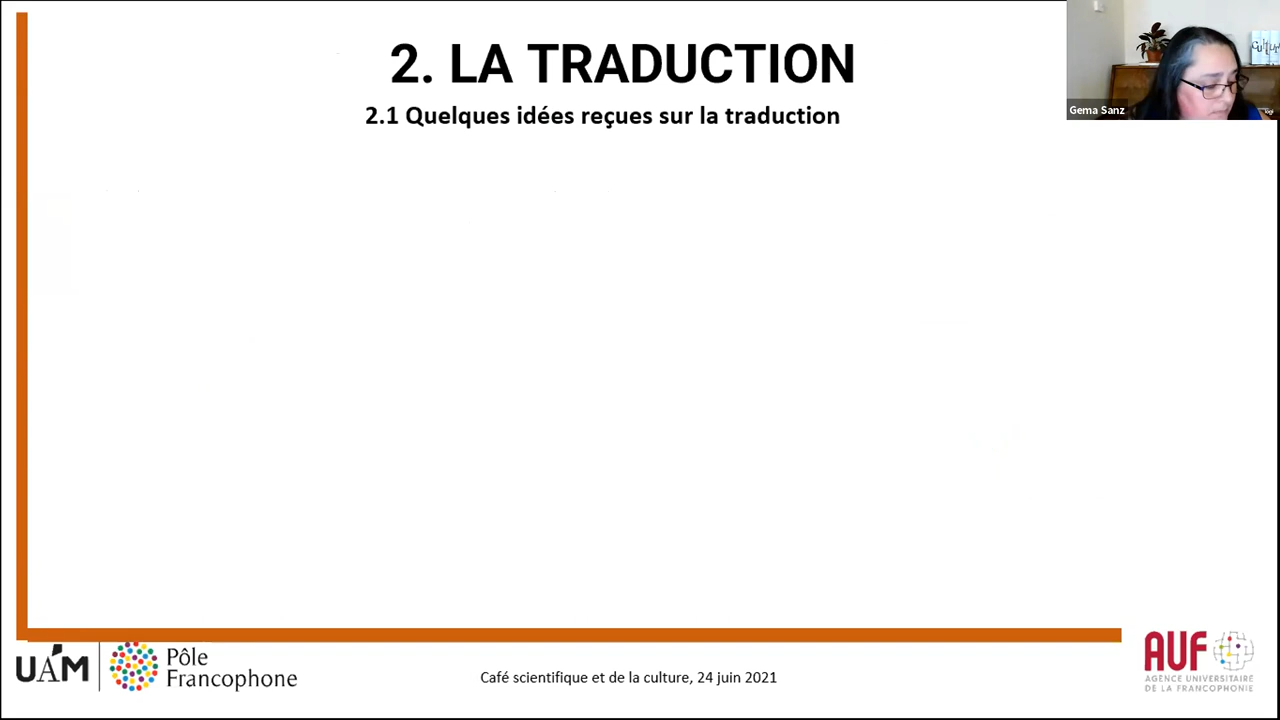 2. LA TRADUCTION
2.1 Quelques idées reçues sur la traduction
Gema Sanz
UAM
Pôle
Francophone
Café scientifique et de la culture, 24 juin 2021
AUF
AGENCE UNIVERSITAIRE
DE LA FRANCOPHONIE